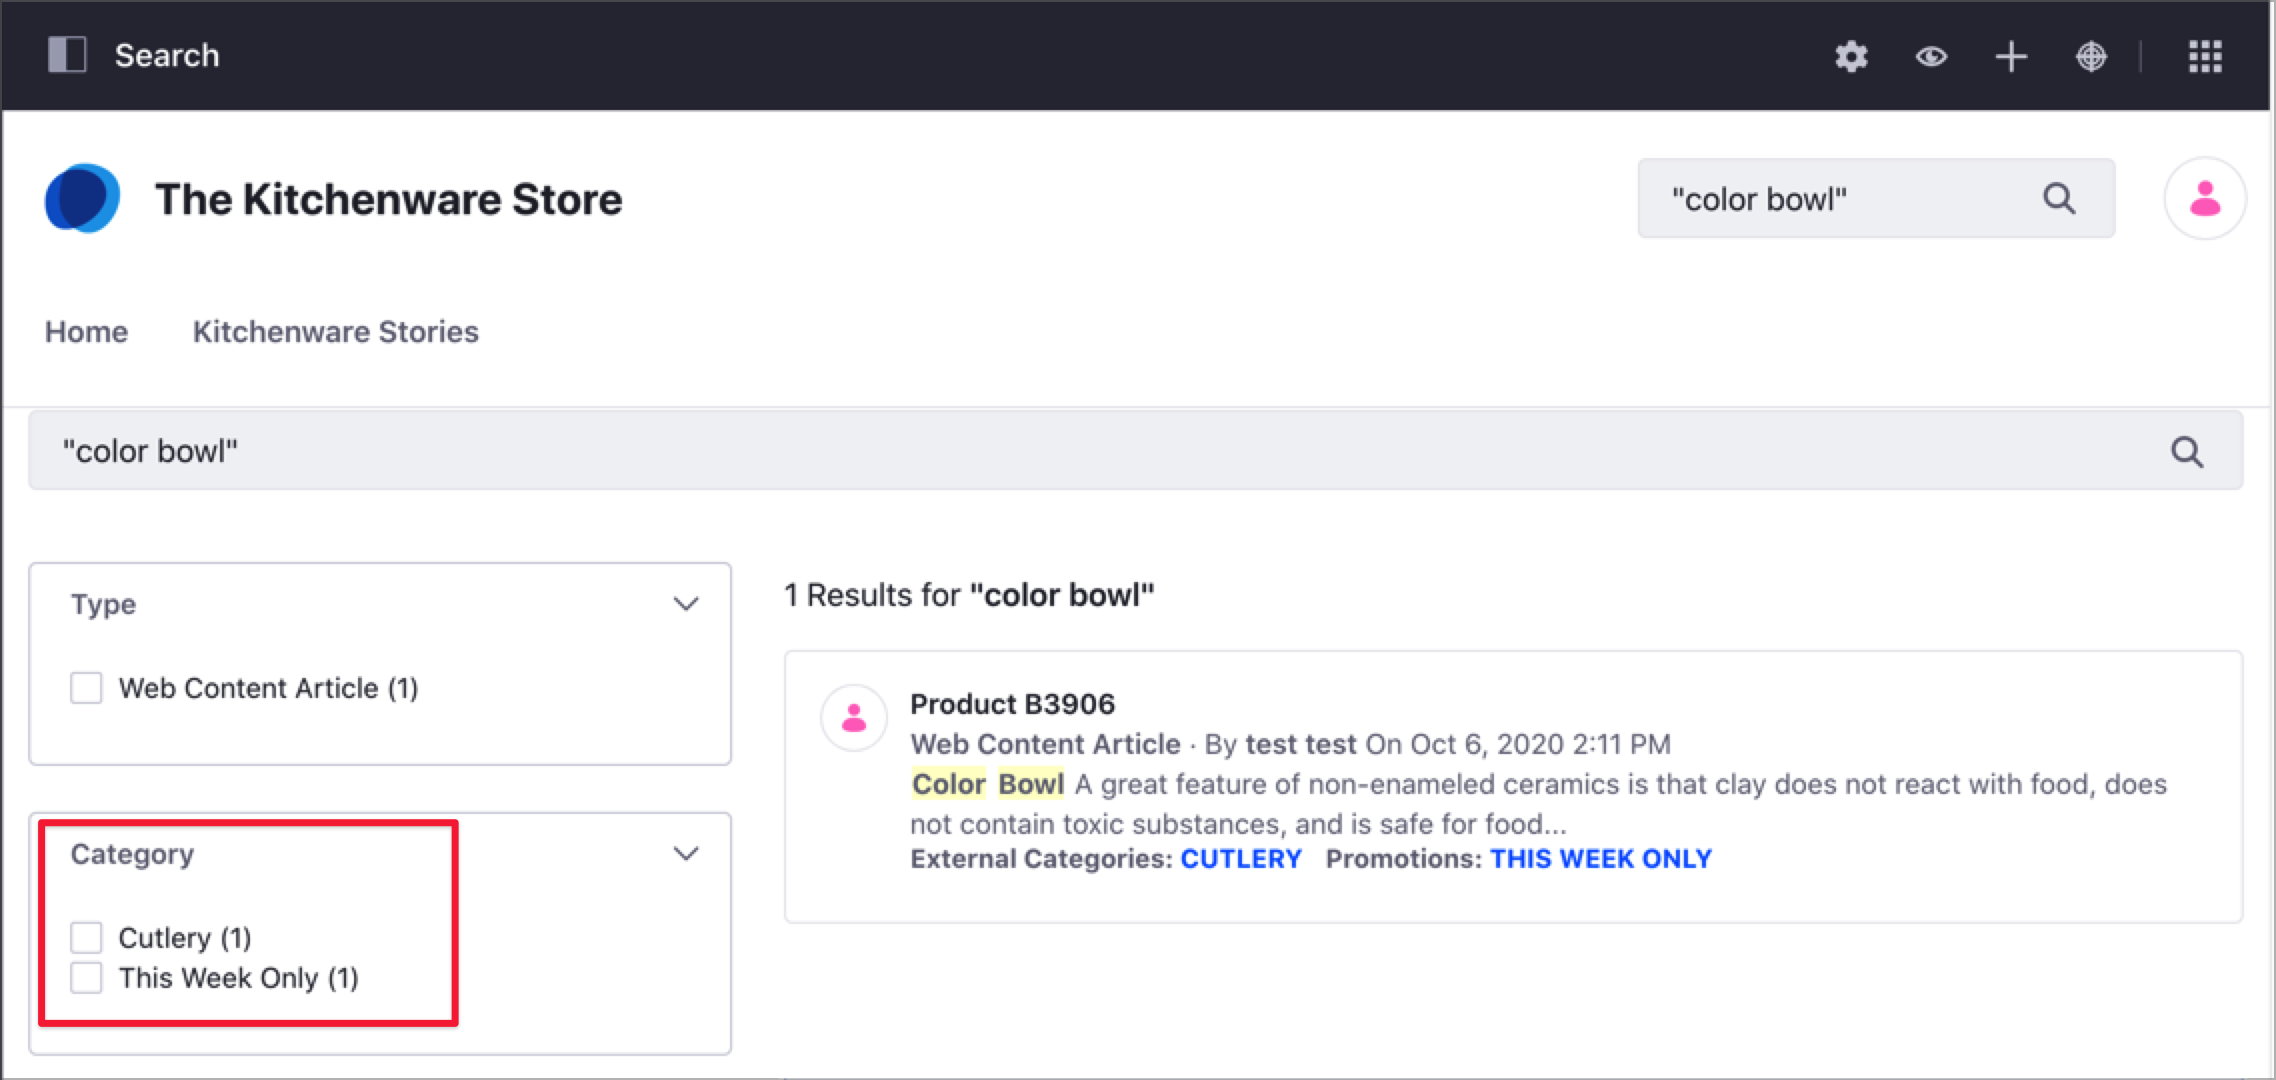 Search
The Kitchenware Store
"color bowl"
Home
Kitchenware Stories
"color bowl"
Type
Web Content Article (1)
Category
Cutlery (1)
This Week Only (1)
1 Results for "color bowl"
Product B3906
Web Content Article · By test test On Oct 6, 2020 2:11 PM
Color Bowl A great feature of non-enameled ceramics is that clay does not react with food, does
not contain toxic substances, and is safe for food...
External Categories: CUTLERY Promotions: THIS WEEK ONLY